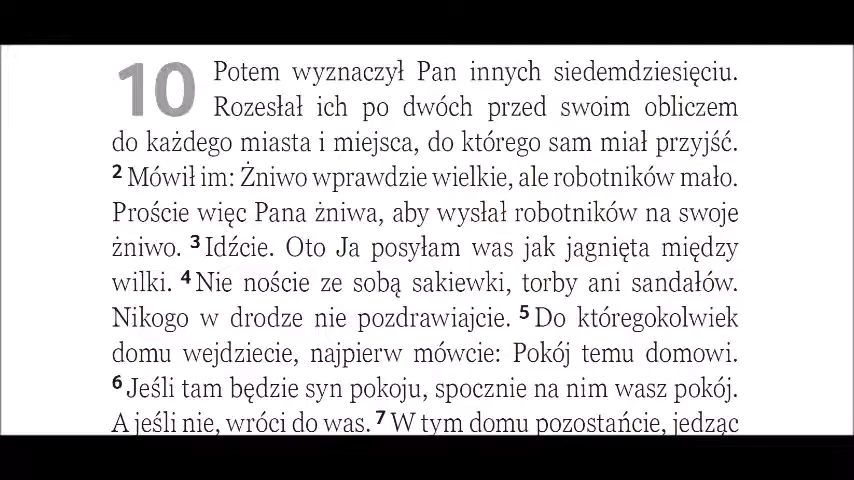 10 Potem wyznaczył Pan innych siedemdziesięciu.
Rozesłał ich po dwóch przed swoim obliczem
do każdego miasta i miejsca, do którego sam miał przyjść.
2 Mówił im: Żniwo wprawdzie wielkie, ale robotników mało.
Proście więc Pana żniwa, aby wysłał robotników na swoje
żniwo. 3 Idźcie. Oto Ja posyłam was jak jagnięta między
wilki. 4 Nie noście ze sobą sakiewki, torby ani sandałów.
Nikogo w drodze nie pozdrawiajcie. 5 Do któregokolwiek
domu wejdziecie, najpierw mówcie: Pokój temu domowi.
6 Jeśli tam będzie syn pokoju, spocznie na nim wasz pokój.
A jeśli nie, wróci do was. 7 W tym domu pozostańcie, jedząc